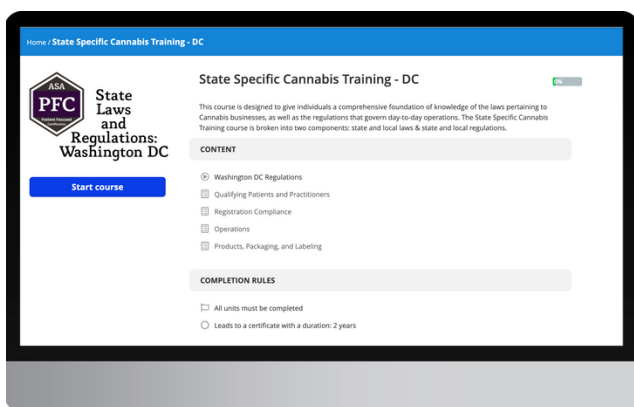 Home / State Specific Cannabis Training - DC
ASA
PFC
Patient Focused
Certification
State
Laws
and
Regulations:
Washington DC
Start course
State Specific Cannabis Training - DC
0%
This course is designed to give individuals a comprehensive foundation of knowledge of the laws pertaining to
Cannabis businesses, as well as the regulations that govern day-to-day operations. The State Specific Cannabis
Training course is broken into two components: state and local laws & state and local regulations.
CONTENT
Washington DC Regulations
Qualifying Patients and Practitioners
Registration Compliance
Operations
Products, Packaging, and Labeling
COMPLETION RULES
All units must be completed
Leads to a certificate with a duration: 2 years